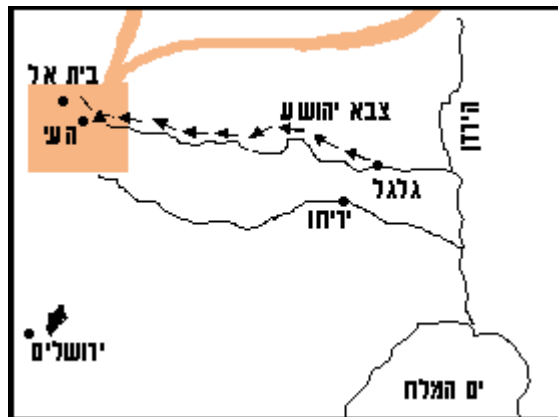 בית אל
העי
צבא יהושע
הירדן
גלגל
יריחו
ירושלים
ים המלח